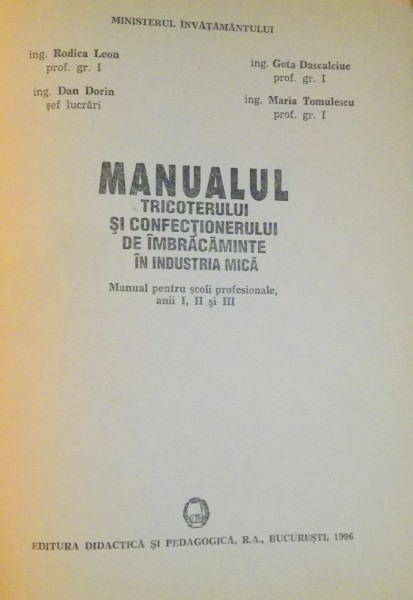 MINISTERUL ÎNVĂȚĂMÂNTULUI
ing. Rodica Leon
prof. gr. I
ing. Dan Dorin
șef lucrări
ing. Geta Dascalciuc
prof. gr. I
ing. Maria Tomulescu
prof. gr. I
MANUALUL
TRICOTERULUI
ȘI CONFECȚIONERULUI
DE ÎMBRĂCĂMINTE
ÎN INDUSTRIA MICĂ
Manual pentru școli profesionale,
anii I, II și III
EDITURA DIDACTICĂ ȘI PEDAGOGICĂ, R.A., BUCUREȘTI, 1996